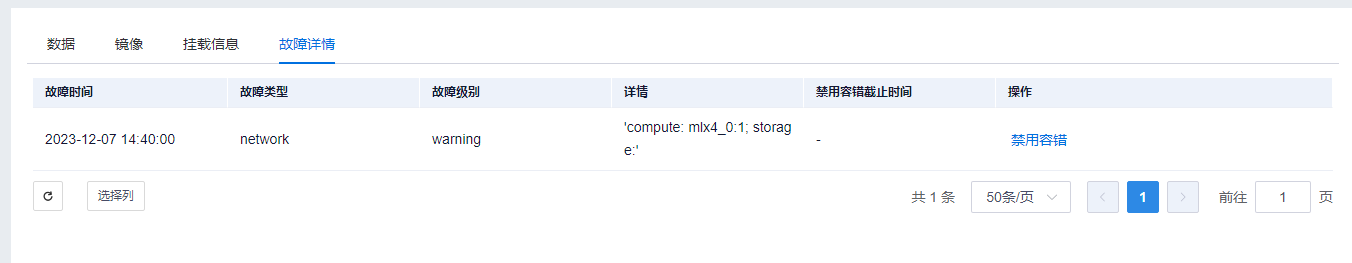 数据 镜像 挂载信息 故障详情
故障时间 故障类型 故障级别 详情 禁用容错截止时间 操作
2023-12-07 14:40:00 network warning 'compute: mlx4_0:1; storag
e:' - 禁用容错
选择列 共 1 条 50条/页 1 前往 1 页